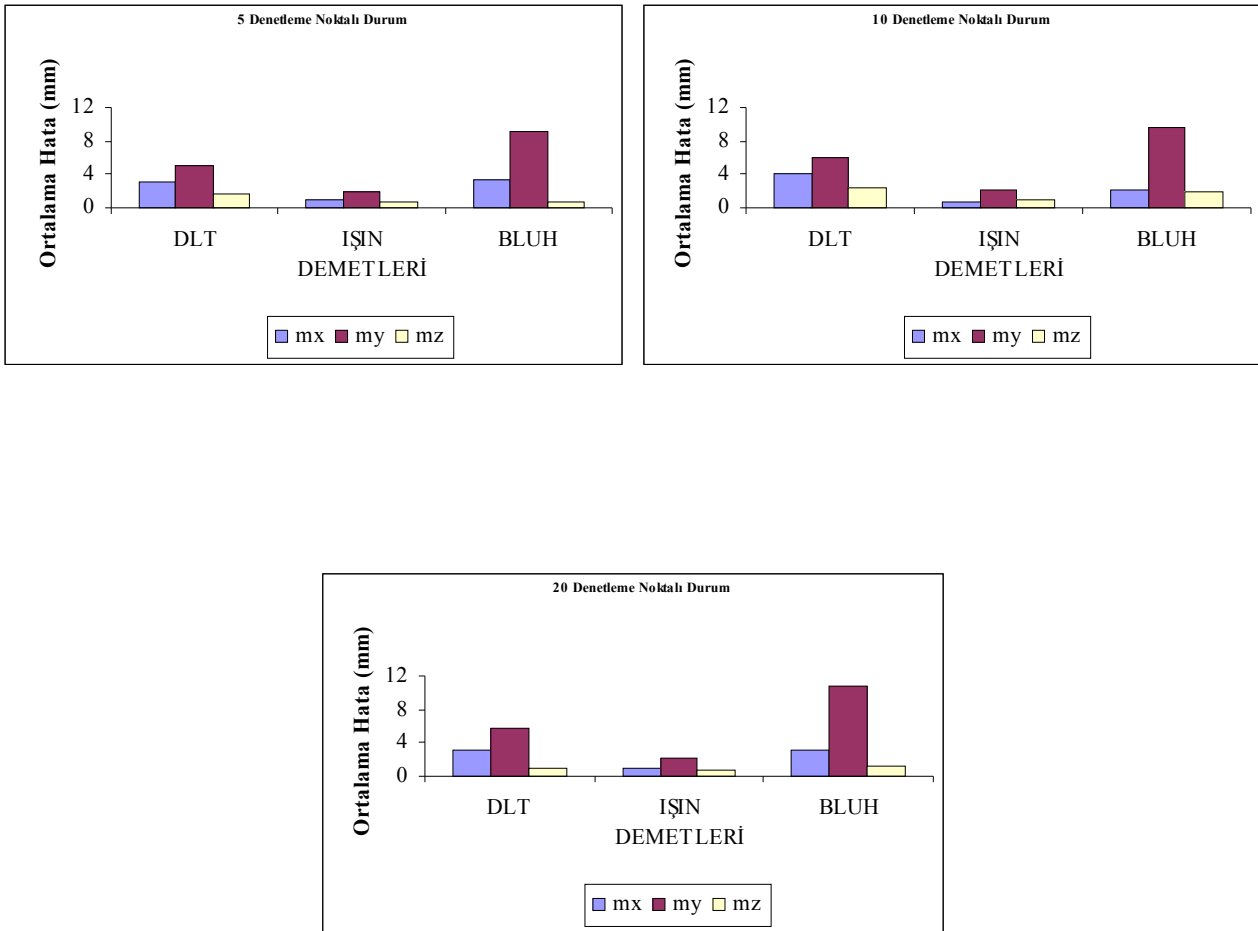 5 Denetleme Noktalı Durum
Ortalama Hata (mm)
12
8
4
0
DLT
IŞIN
DEMETLERİ
BLUH
mx
my
mz
10 Denetleme Noktalı Durum
Ortalama Hata (mm)
12
8
4
0
DLT
IŞIN
DEMETLERİ
BLUH
mx
my
mz
20 Denetleme Noktalı Durum
Ortalama Hata (mm)
12
8
4
0
DLT
IŞIN
DEMETLERİ
BLUH
mx
my
mz